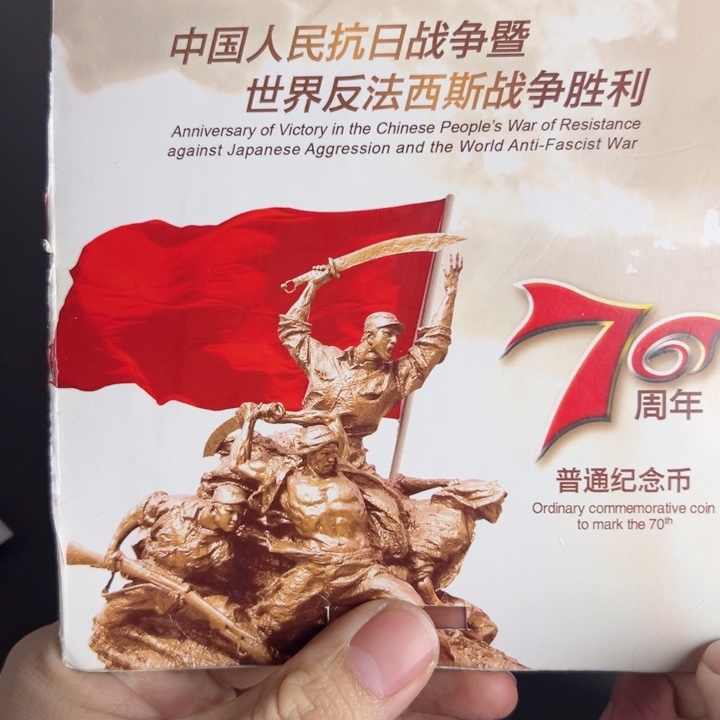 中国人民抗日战争暨
世界反法西斯战争胜利
Anniversary of Victory in the Chinese People's War of Resistance
against Japanese Aggression and the World Anti-Fascist War
70
周年
普通纪念币
Ordinary commemorative coin
to mark the 70th